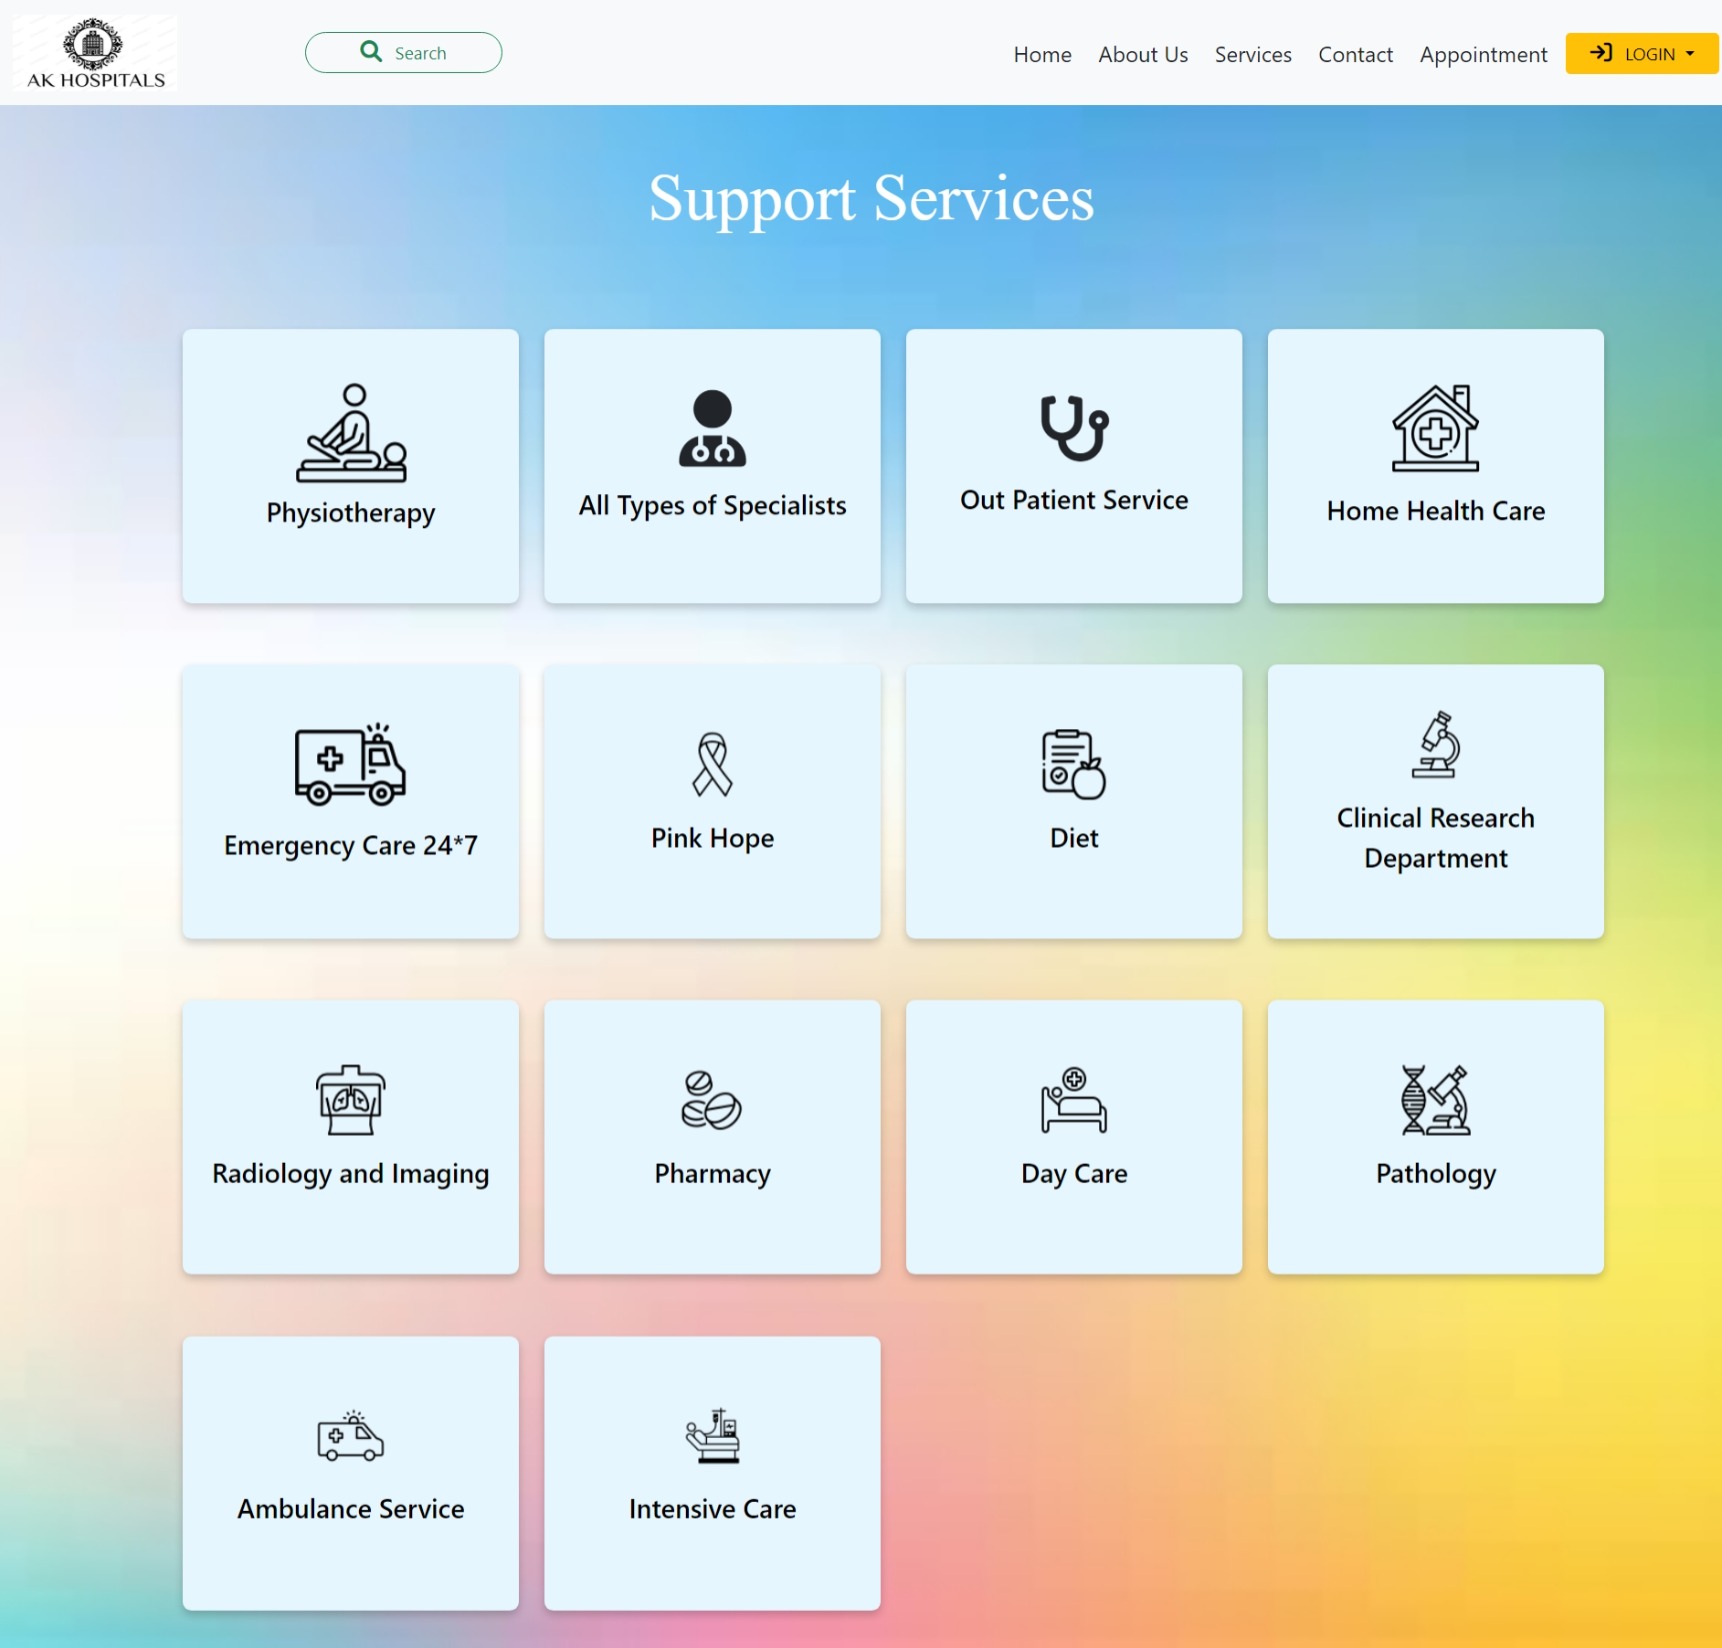 AK HOSPITALS
Search
Home About Us Services Contact Appointment LOGIN
Support Services
Physiotherapy
All Types of Specialists
Out Patient Service
Home Health Care
Emergency Care 24*7
Pink Hope
Diet
Clinical Research
Department
Radiology and Imaging
Pharmacy
Day Care
Pathology
Ambulance Service
Intensive Care